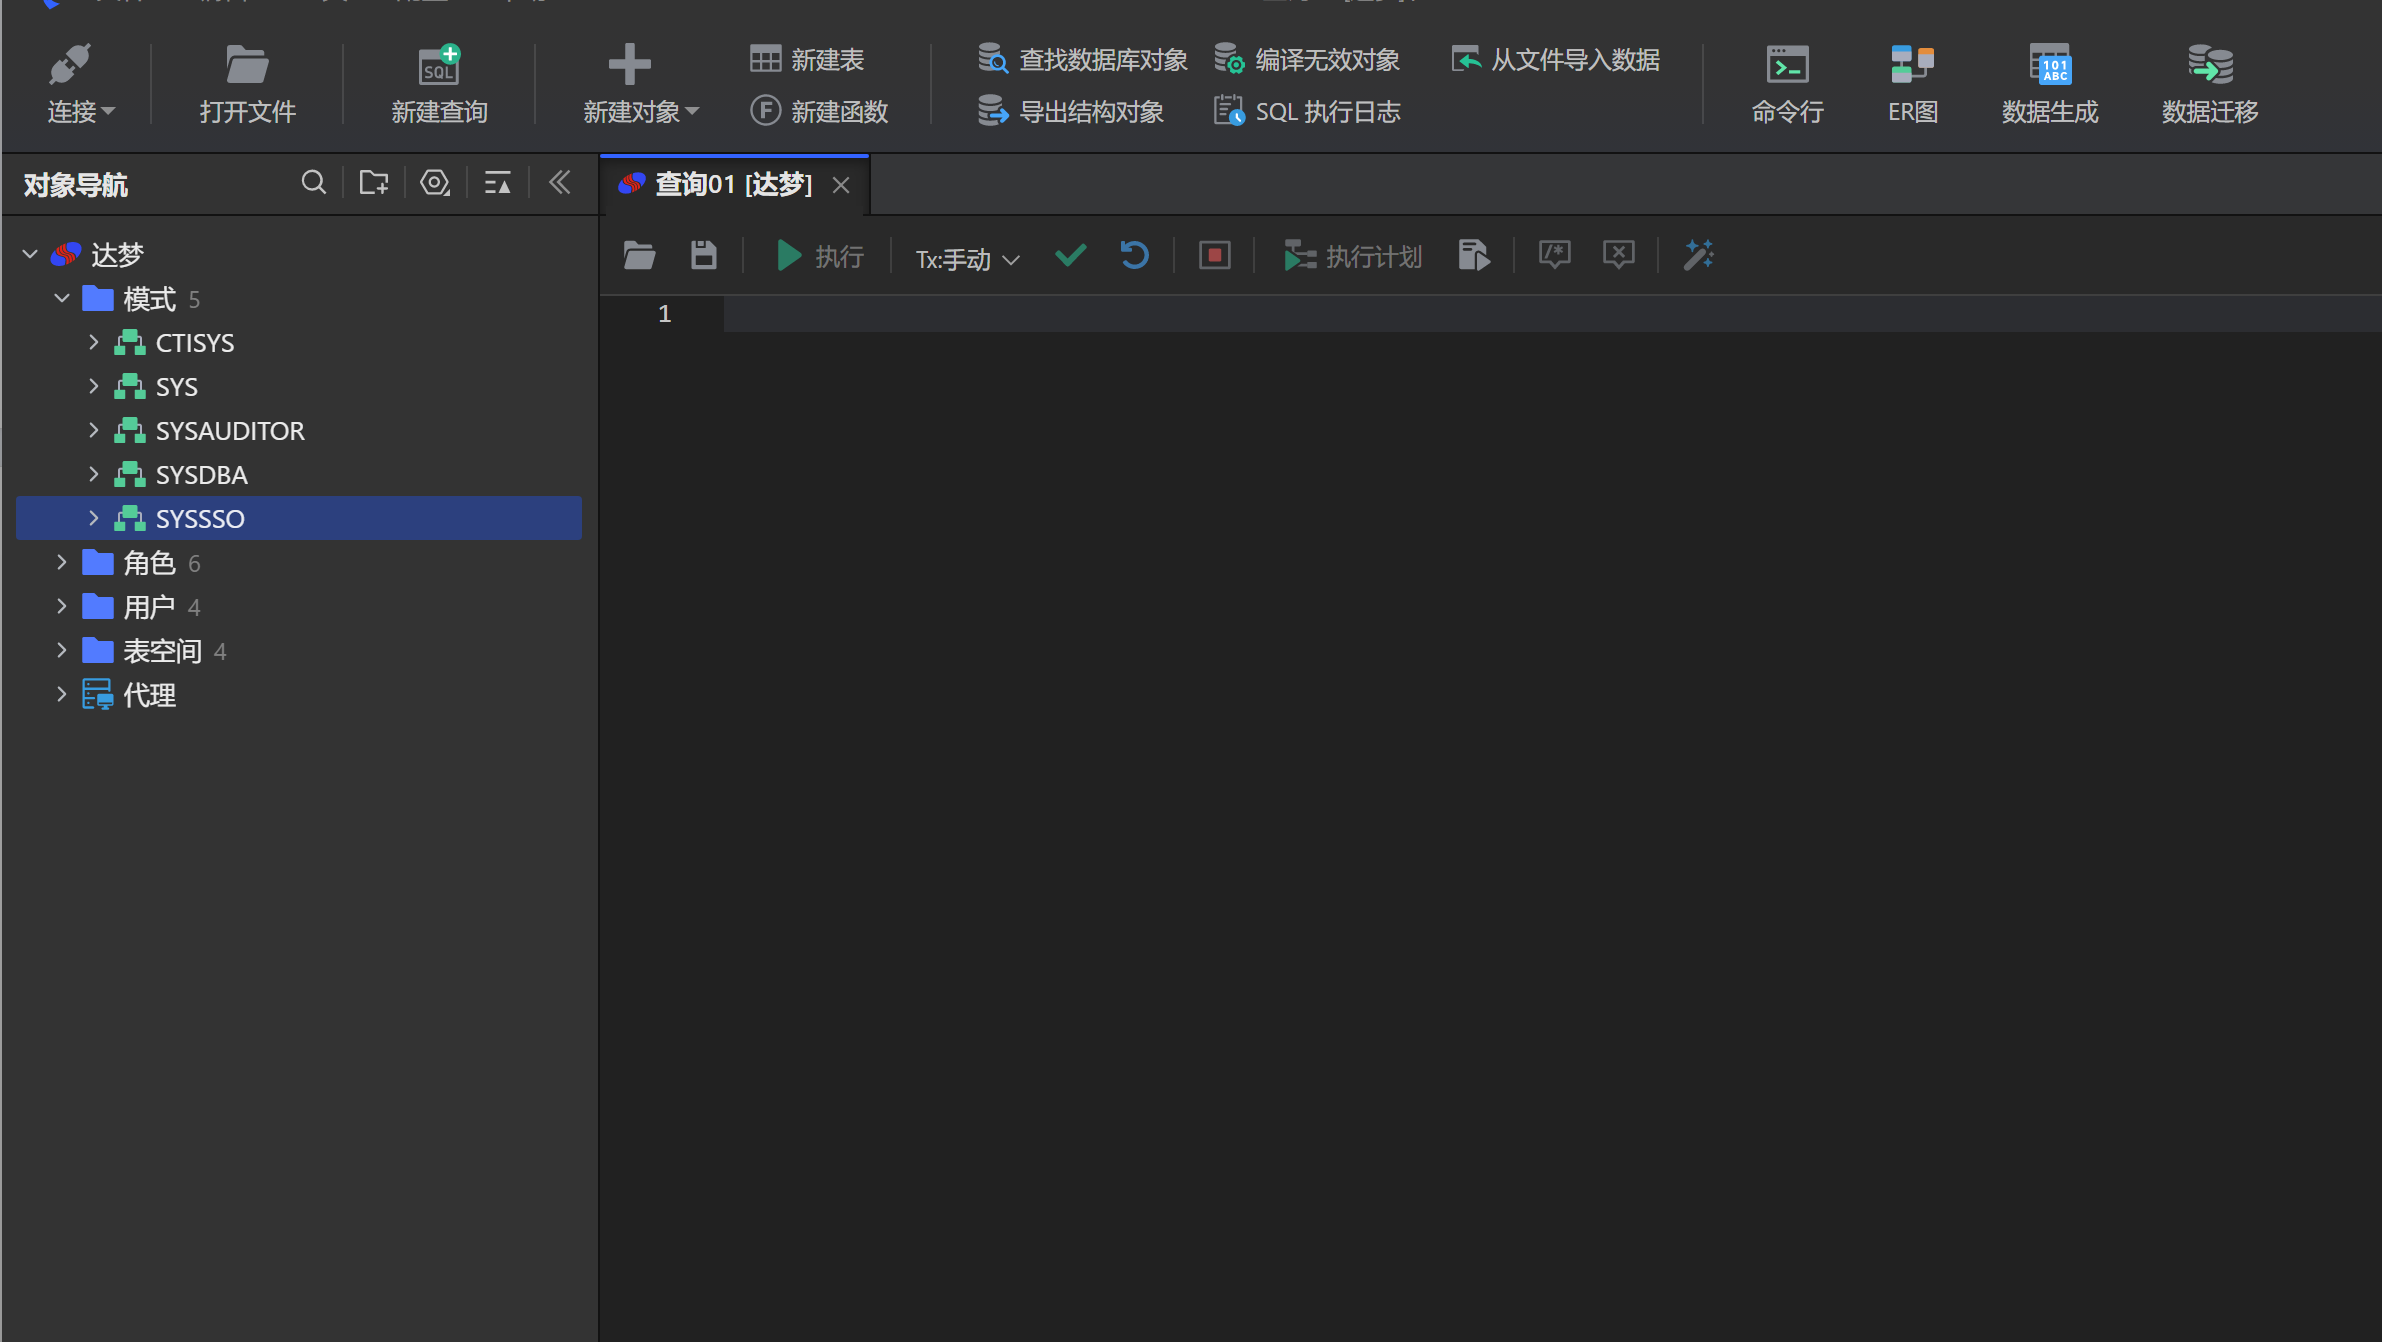 新建表
查找数据库对象
编译无效对象
从文件导入数据
连接
打开文件
新建查询
新建对象
新建函数
导出结构对象
SQL 执行日志
命令行
ER图
数据生成
数据迁移
SQL
F
101
ABC
对象导航
查询01 [达梦]
执行
Tx:手动
执行计划
1
达梦
模式 5
CTISYS
SYS
SYSAUDITOR
SYSDBA
SYSSSO
角色 6
用户 4
表空间 4
代理